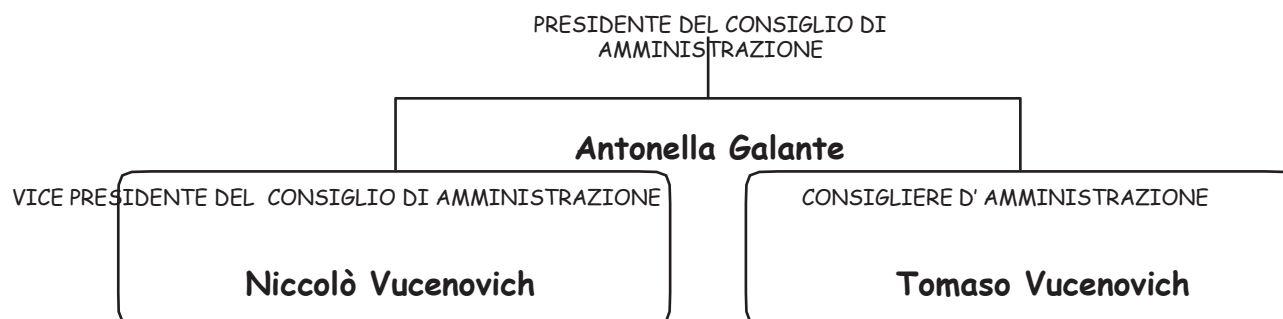 PRESIDENTE DEL CONSIGLIO DI
AMMINISTRAZIONE
Antonella Galante
VICE PRESIDENTE DEL CONSIGLIO DI AMMINISTRAZIONE
Niccolò Vucenovich
CONSIGLIERE D' AMMINISTRAZIONE
Tomaso Vucenovich